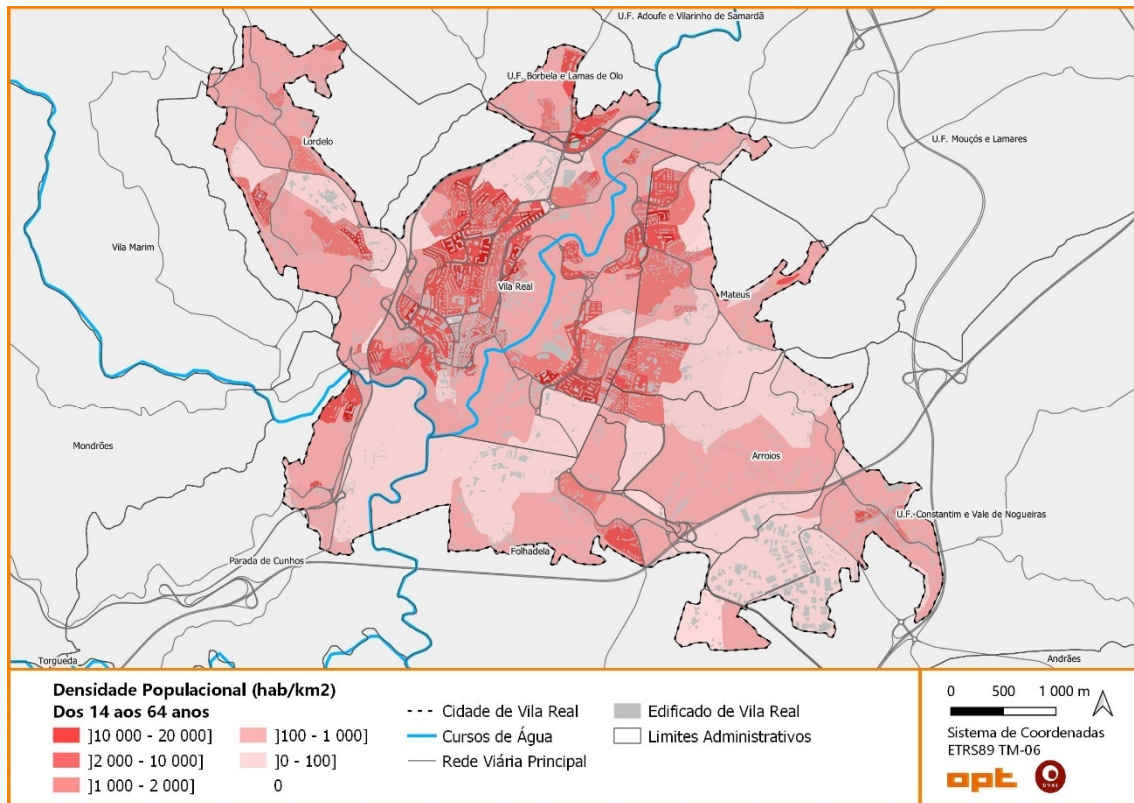 U.F. Adoufe e Vilarinho de Samardã
U.F. Borbela e Lamas de Olo
U.F. Mouçós e Lamares
Lordelo
Vila Marim
Vila Real
Mateus
Mondrões
Arroios
U.F. Constantim e Vale de Nogueiras
Folhadela
Parada de Cunhos
Torgueda
Andrães
Densidade Populacional (hab/km2)
Dos 14 aos 64 anos
]10 000 - 20 000]
]2 000 - 10 000]
]1 000 - 2 000]
]100 - 1 000]
]0 - 100]
0
Cidade de Vila Real
Cursos de Água
Rede Viária Principal
Edificado de Vila Real
Limites Administrativos
0 500 1 000 m
Sistema de Coordenadas
ETRS89 TM-06
opt